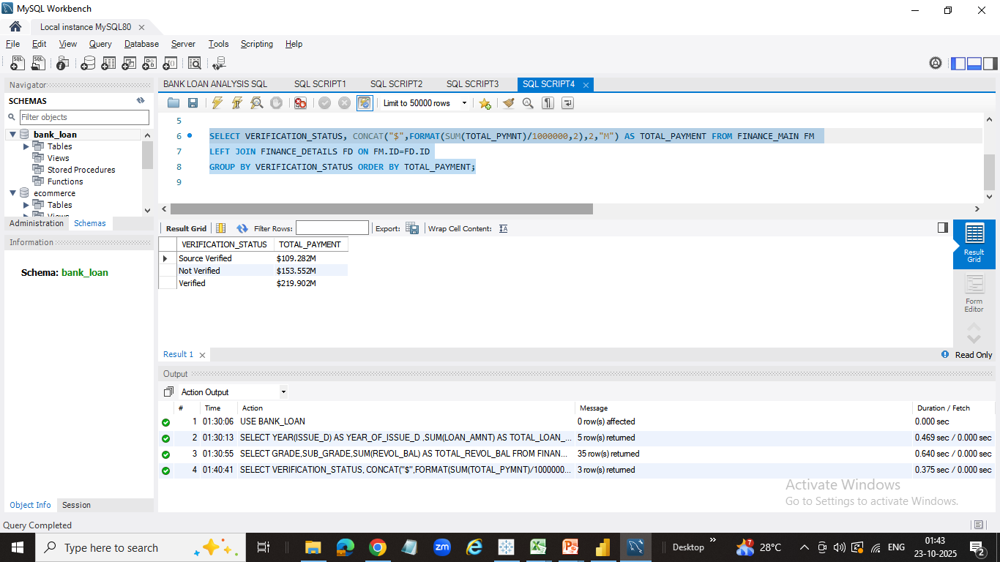 MySQL Workbench
Local instance MySQL80
File Edit View Query Database Server Tools Scripting Help
Navigator
SCHEMAS
Filter objects
bank_loan
Tables
Views
Stored Procedures
Functions
ecommerce
Tables
Administration Schemas
Information
Schema: bank_loan
Object Info Session
BANK LOAN ANALYSIS SQL SQL SCRIPT1 SQL SCRIPT2 SQL SCRIPT3 SQL SCRIPT4
Limit to 50000 rows
5
6 SELECT VERIFICATION_STATUS, CONCAT("$",FORMAT(SUM(TOTAL_PYMNT)/1000000,2),2,"M") AS TOTAL_PAYMENT FROM FINANCE_MAIN FM
7 LEFT JOIN FINANCE_DETAILS FD ON FM.ID=FD.ID
8 GROUP BY VERIFICATION_STATUS ORDER BY TOTAL_PAYMENT;
9
Result Grid Filter Rows: Export: Wrap Cell Content:
VERIFICATION_STATUS TOTAL_PAYMENT
Source Verified $109.282M
Not Verified $153.552M
Verified $219.902M
Result Grid
Form Editor
Result 1 Read Only
Output
Action Output
# Time Action Message Duration / Fetch
1 01:30:06 USE BANK_LOAN 0 row(s) affected 0.000 sec
2 01:30:13 SELECT YEAR(ISSUE_D) AS YEAR_OF_ISSUE_D ,SUM(LOAN_AMNT) AS TOTAL_LOAN_... 5 row(s) returned 0.469 sec / 0.000 sec
3 01:30:55 SELECT GRADE,SUB_GRADE,SUM(REVOL_BAL) AS TOTAL_REVOL_BAL FROM FINAN... 35 row(s) returned 0.640 sec / 0.000 sec
4 01:40:41 SELECT VERIFICATION_STATUS, CONCAT("$",FORMAT(SUM(TOTAL_PYMNT)/1000000... 3 row(s) returned 0.375 sec / 0.000 sec
Activate Windows
Go to Settings to activate Windows.
Query Completed
Type here to search
zm
Desktop
7
28°C
ENG
01:43
23-10-2025
2